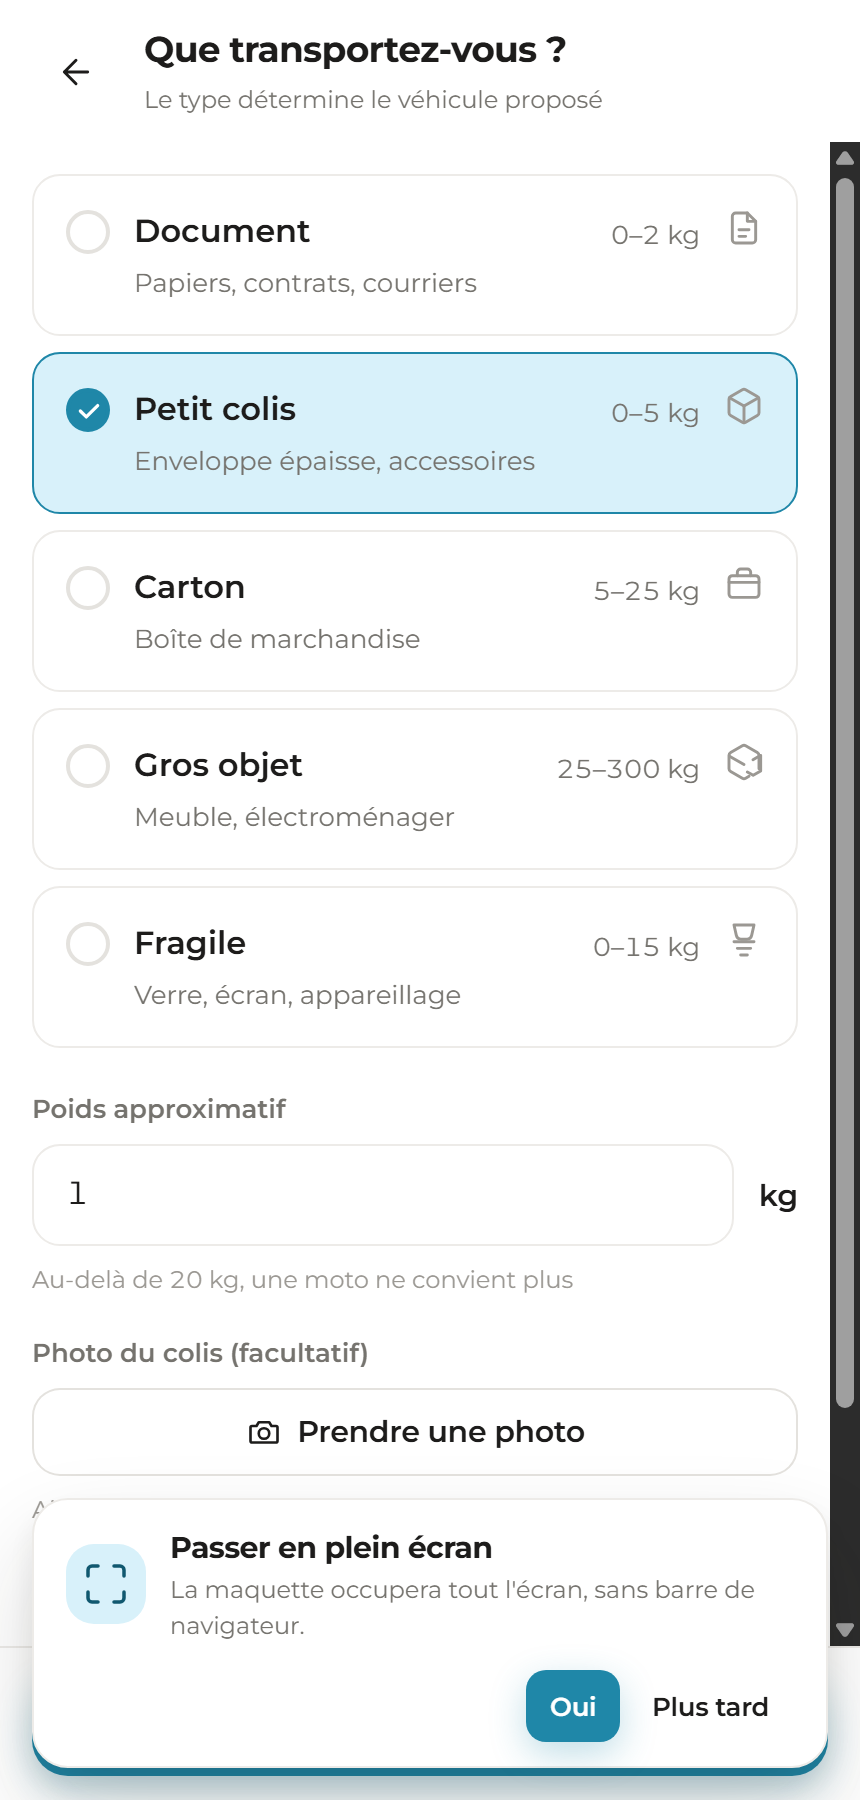 Que transportez-vous ?
Le type détermine le véhicule proposé
Document
0–2 kg
Papiers, contrats, courriers
Petit colis
0–5 kg
Enveloppe épaisse, accessoires
Carton
5–25 kg
Boîte de marchandise
Gros objet
25–300 kg
Meuble, électroménager
Fragile
0–15 kg
Verre, écran, appareillage
Poids approximatif
1
kg
Au-delà de 20 kg, une moto ne convient plus
Photo du colis (facultatif)
Prendre une photo
Passer en plein écran
La maquette occupera tout l'écran, sans barre de
navigateur.
Oui
Plus tard